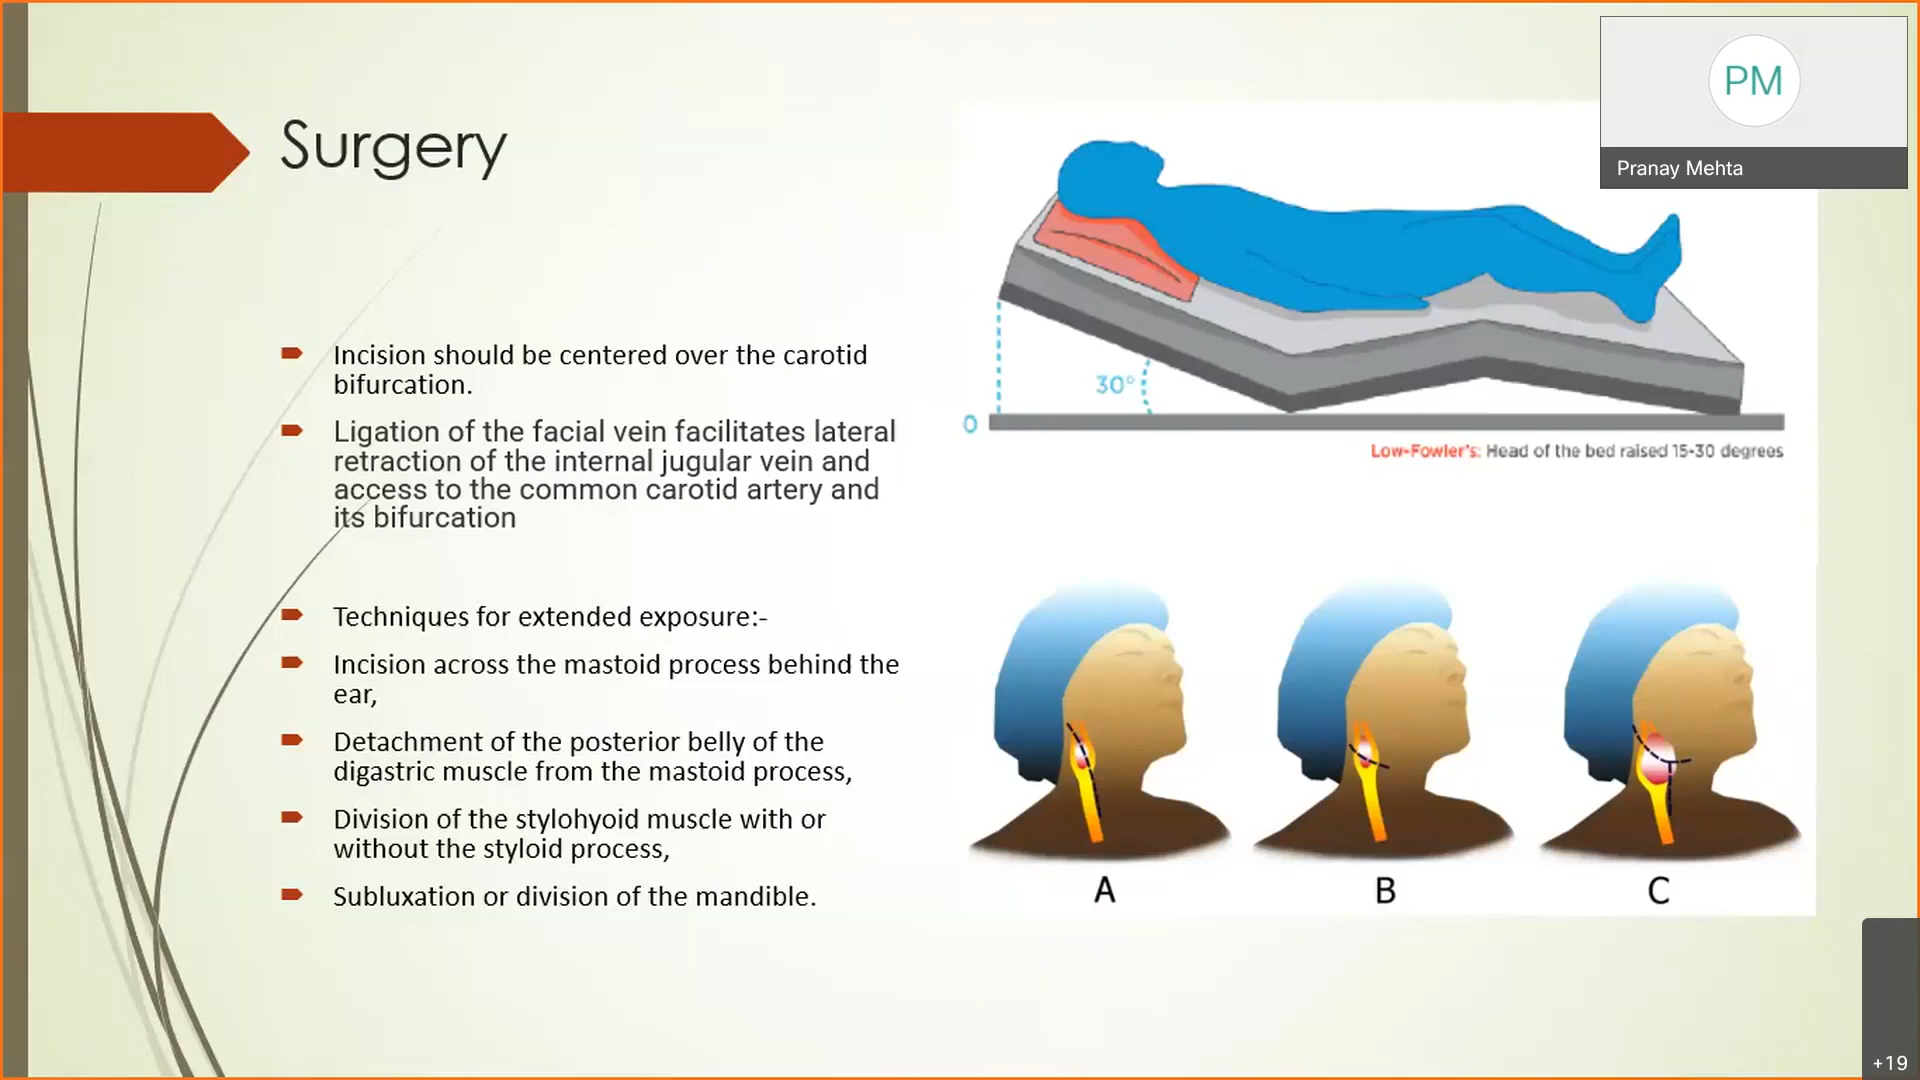 Surgery
Incision should be centered over the carotid
bifurcation.
Ligation of the facial vein facilitates lateral
retraction of the internal jugular vein and
access to the common carotid artery and
its bifurcation
Techniques for extended exposure:-
Incision across the mastoid process behind the
ear,
Detachment of the posterior belly of the
digastric muscle from the mastoid process,
Division of the stylohyoid muscle with or
without the styloid process,
Subluxation or division of the mandible.
PM
Pranay Mehta
30°
0
Low-Fowler's: Head of the bed raised 15-30 degrees
A
B
C
+19